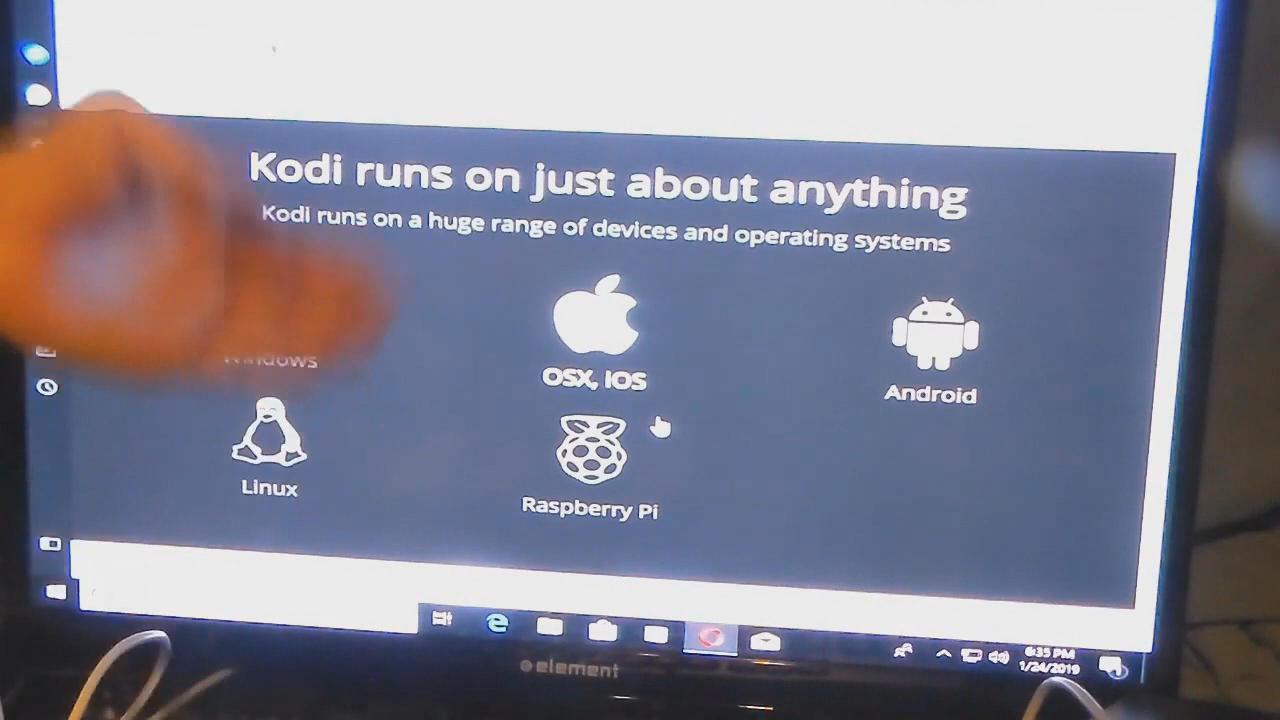 Kodi runs on just about anything
Kodi runs on a huge range of devices and operating systems
Windows
OSX, IOS
Android
Linux
Raspberry Pi
6:35 PM
1/24/2019
element